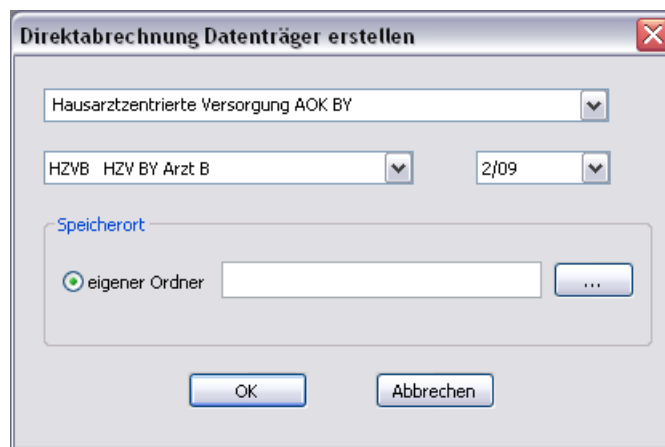 Direktabrechnung Datenträger erstellen
Hausarztzentrierte Versorgung AOK BY
HZVB HZV BY Arzt B 2/09
Speicherort
eigener Ordner ...
OK Abbrechen